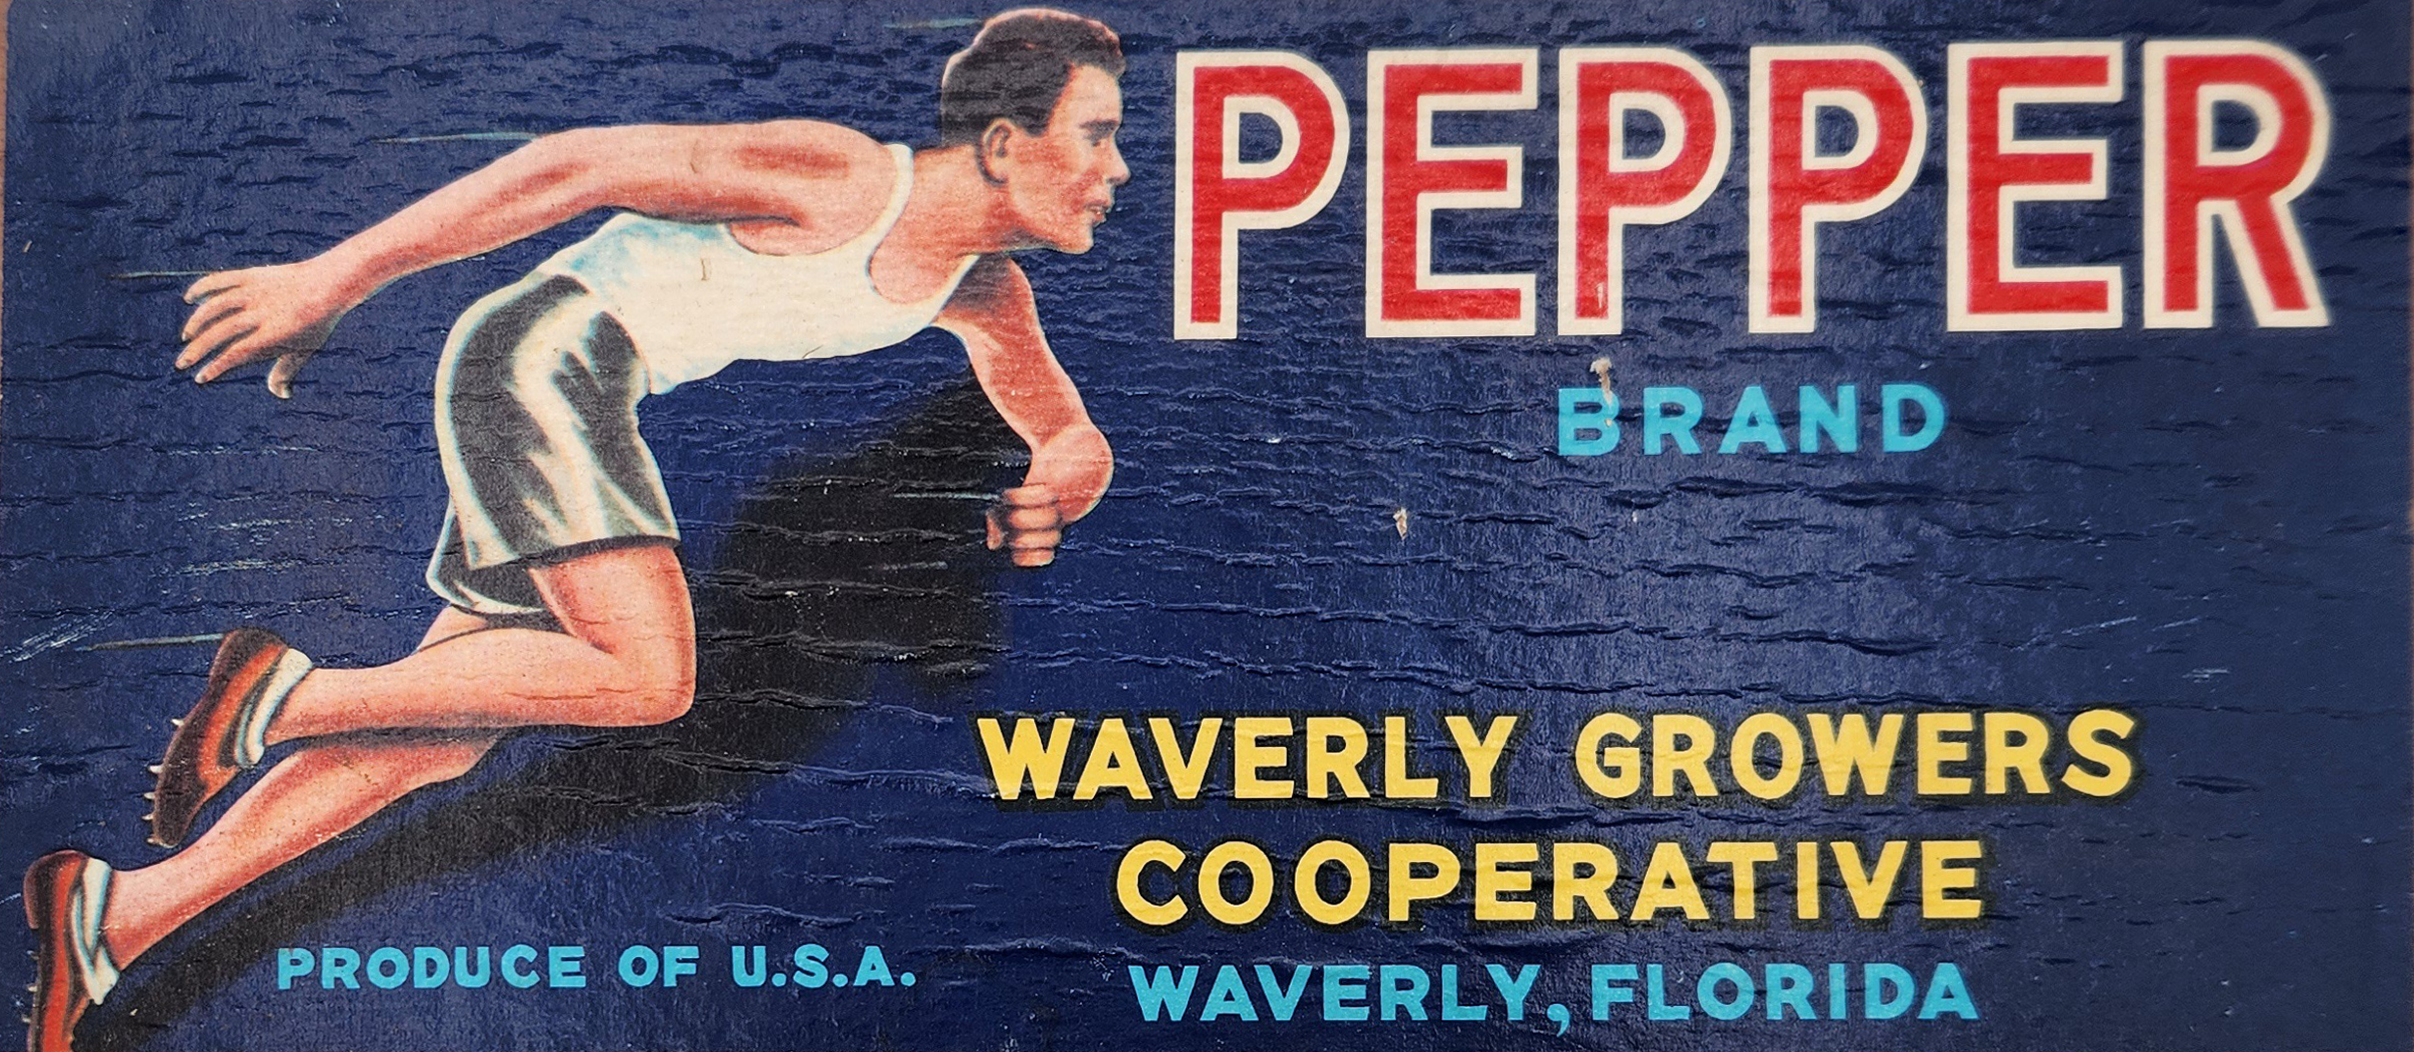 PEPPER
BRAND
WAVERLY GROWERS
COOPERATIVE
PRODUCE OF U.S.A.
WAVERLY, FLORIDA